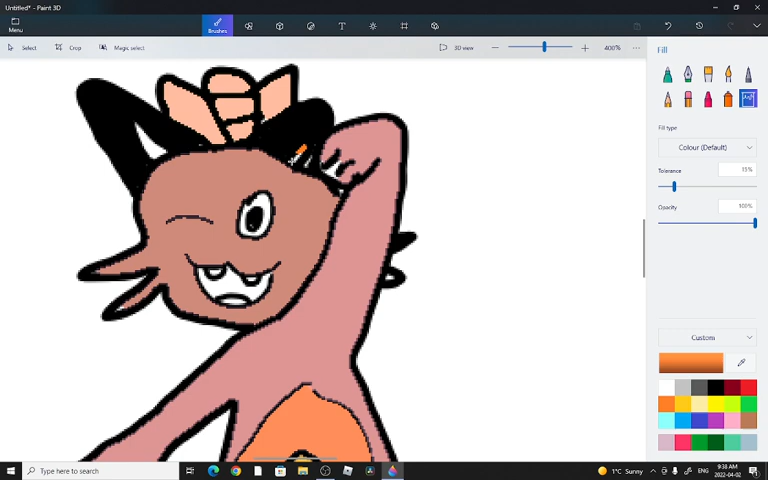 Untitled* - Paint 3D
Menu
Brushes
Select
Crop
Magic select
3D view
400%
Fill
Fill type
Colour (Default)
Tolerance
15%
Opacity
100%
Custom
Type here to search
1°C Sunny
ENG
9:38 AM
2022-04-02